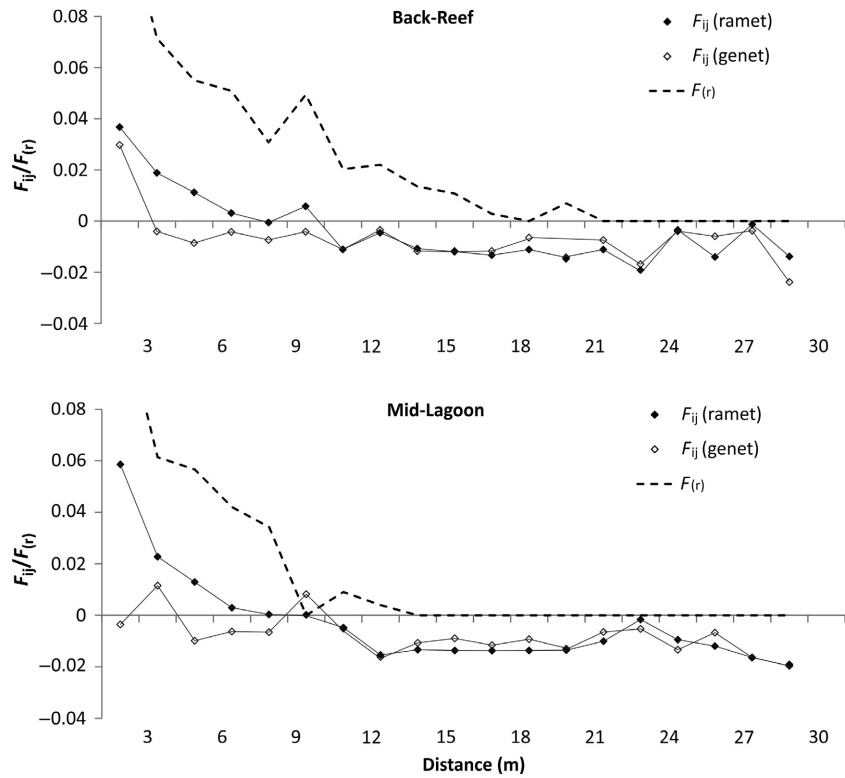 Back-Reef
0.08
0.06
0.04
0.02
0
−0.02
−0.04
Fij/F(r)
Fij (ramet)
Fij (genet)
F(r)
3 6 9 12 15 18 21 24 27 30
Mid-Lagoon
0.08
0.06
0.04
0.02
0
−0.02
−0.04
Fij/F(r)
Fij (ramet)
Fij (genet)
F(r)
3 6 9 12 15 18 21 24 27 30
Distance (m)